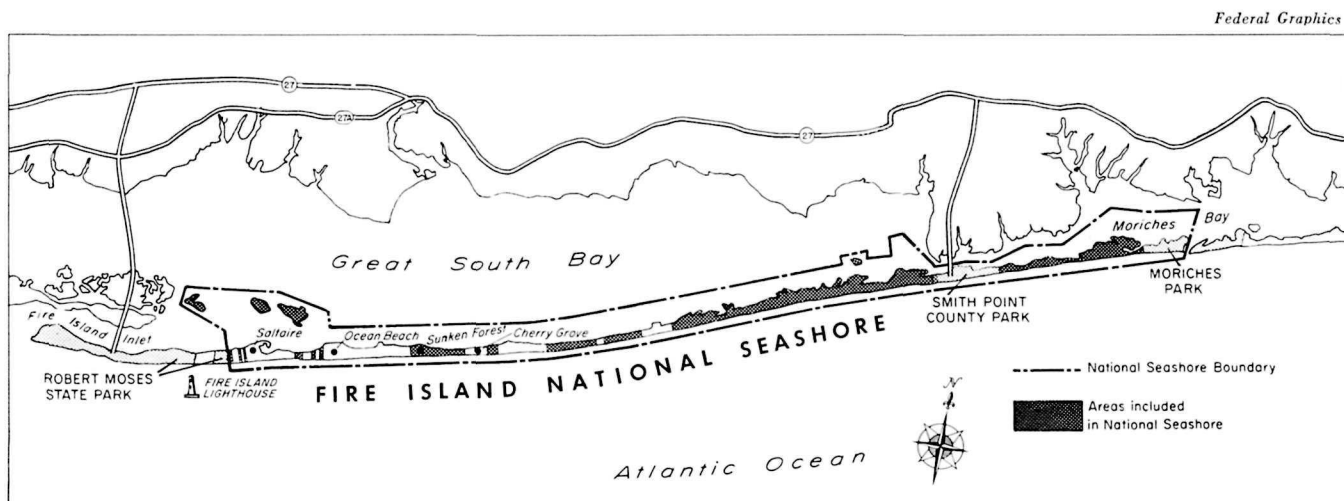 Federal Graphics
27
27A
27
Great South Bay
Moriches
Bay
MORICHES
PARK
SMITH POINT
COUNTY PARK
Fire Island
Inlet
Saltaire
Ocean Beach
Sunken Forest
Cherry Grove
ROBERT MOSES
STATE PARK
FIRE ISLAND
LIGHTHOUSE
FIRE ISLAND NATIONAL SEASHORE
National Seashore Boundary
Areas included
in National Seashore
N
Atlantic Ocean